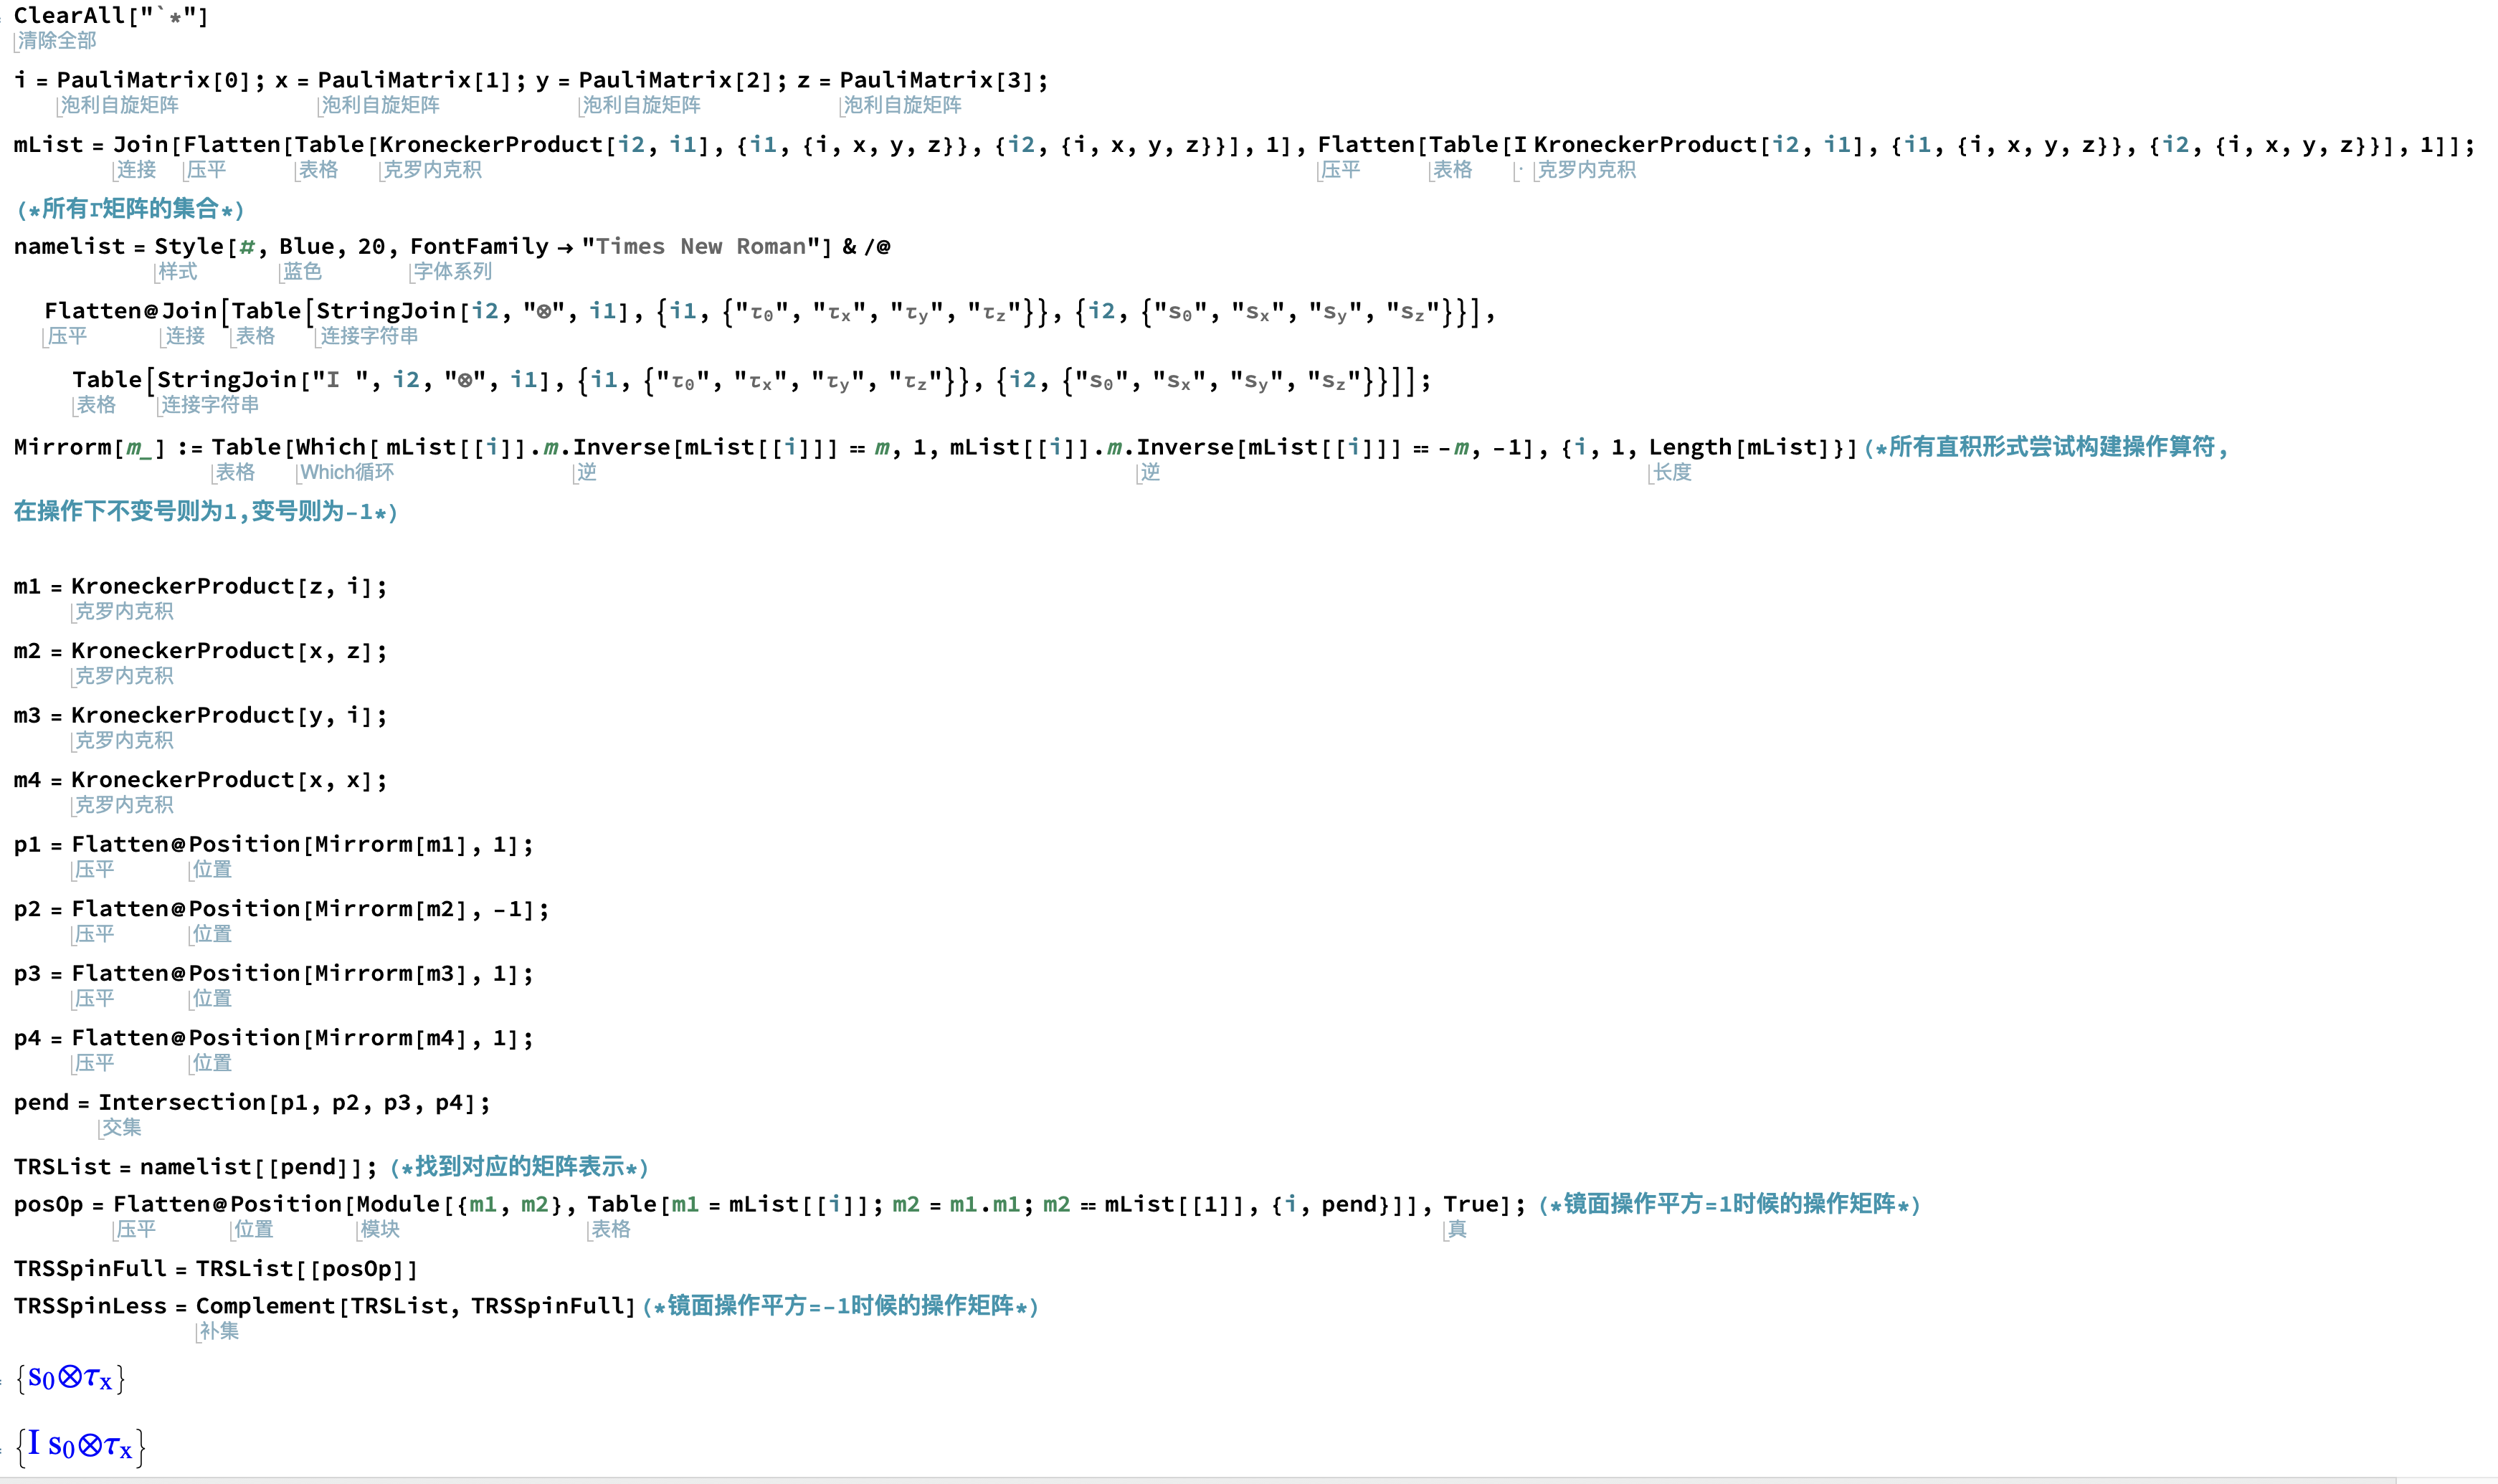 ClearAll["`*"]
清除全部
i = PauliMatrix[0]; x = PauliMatrix[1]; y = PauliMatrix[2]; z = PauliMatrix[3];
泡利自旋矩阵 泡利自旋矩阵 泡利自旋矩阵 泡利自旋矩阵
mList = Join[Flatten[Table[KroneckerProduct[i2, i1], {i1, {i, x, y, z}}, {i2, {i, x, y, z}}], 1], Flatten[Table[I KroneckerProduct[i2, i1], {i1, {i, x, y, z}}, {i2, {i, x, y, z}}], 1]];
连接 压平 表格 克罗内克积 压平 表格 · 克罗内克积
(*所有Γ矩阵的集合*)
namelist = Style[#, Blue, 20, FontFamily → "Times New Roman"] & /@
样式 蓝色 字体系列
Flatten@Join[Table[StringJoin[i2, "⊗", i1], {i1, {"τ₀", "τₓ", "τ_y", "τ_z"}}, {i2, {"s₀", "sₓ", "s_y", "s_z"}}],
压平 连接 表格 连接字符串
Table[StringJoin["I ", i2, "⊗", i1], {i1, {"τ₀", "τₓ", "τ_y", "τ_z"}}, {i2, {"s₀", "sₓ", "s_y", "s_z"}}]];
表格 连接字符串
Mirrorm[m_] := Table[Which[ mList[[i]].m.Inverse[mList[[i]]] == m, 1, mList[[i]].m.Inverse[mList[[i]]] == -m, -1], {i, 1, Length[mList]}](*所有直积形式尝试构建操作算符,
表格 Which循环 逆 逆 长度
在操作下不变号则为1,变号则为-1*)
m1 = KroneckerProduct[z, i];
克罗内克积
m2 = KroneckerProduct[x, z];
克罗内克积
m3 = KroneckerProduct[y, i];
克罗内克积
m4 = KroneckerProduct[x, x];
克罗内克积
p1 = Flatten@Position[Mirrorm[m1], 1];
压平 位置
p2 = Flatten@Position[Mirrorm[m2], -1];
压平 位置
p3 = Flatten@Position[Mirrorm[m3], 1];
压平 位置
p4 = Flatten@Position[Mirrorm[m4], 1];
压平 位置
pend = Intersection[p1, p2, p3, p4];
交集
TRSList = namelist[[pend]]; (*找到对应的矩阵表示*)
posOp = Flatten@Position[Module[{m1, m2}, Table[m1 = mList[[i]]; m2 = m1.m1; m2 == mList[[1]], {i, pend}]], True]; (*镜面操作平方=1时候的操作矩阵*)
压平 位置 模块 表格 真
TRSSpinFull = TRSList[[posOp]]
TRSSpinLess = Complement[TRSList, TRSSpinFull](*镜面操作平方=-1时候的操作矩阵*)
补集
{s₀⊗τₓ}
{I s₀⊗τₓ}